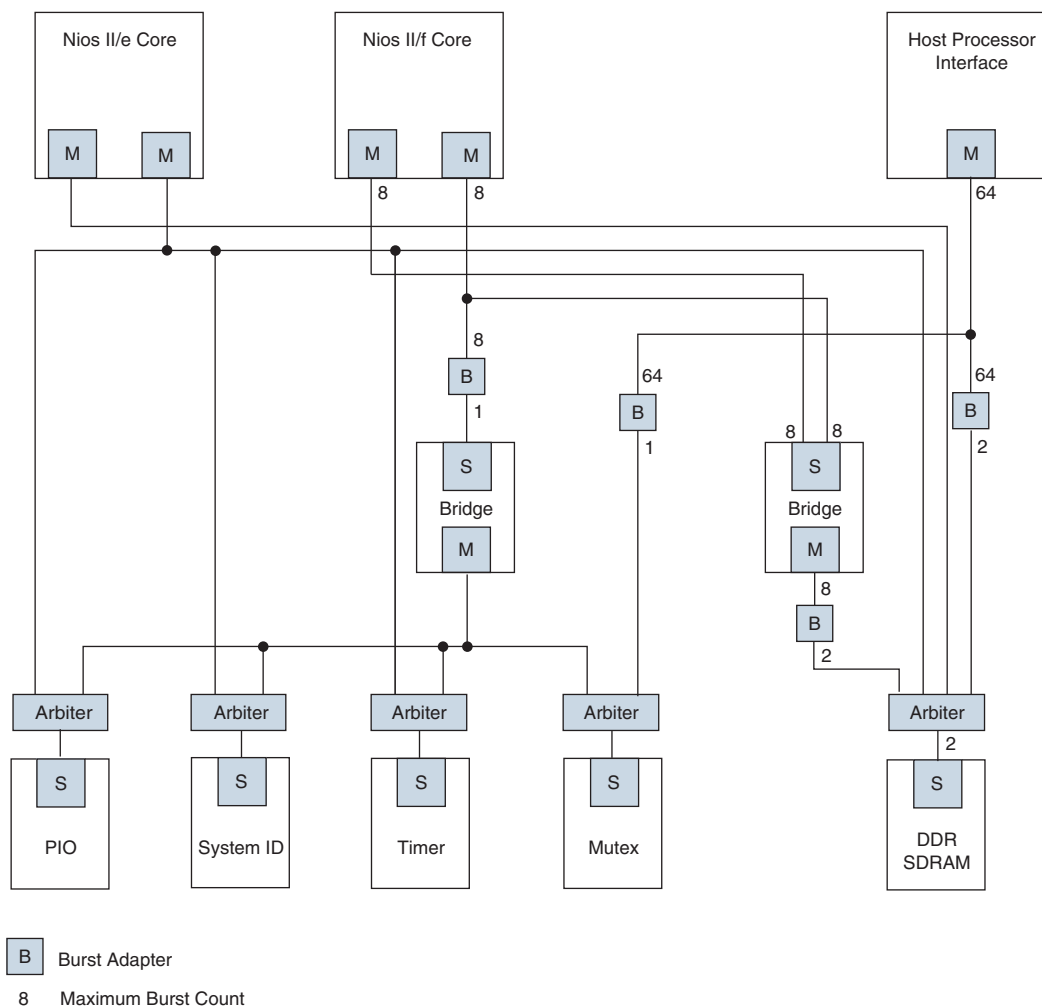 Nios II/e Core
Nios II/f Core
Host Processor
Interface
M
M
M
M
M
8
8
64
8
64
64
B
B
B
1
1
8
8
2
S
S
Bridge
Bridge
M
M
8
B
2
Arbiter
Arbiter
Arbiter
Arbiter
Arbiter
2
S
S
S
S
S
PIO
System ID
Timer
Mutex
DDR
SDRAM
B
Burst Adapter
8
Maximum Burst Count